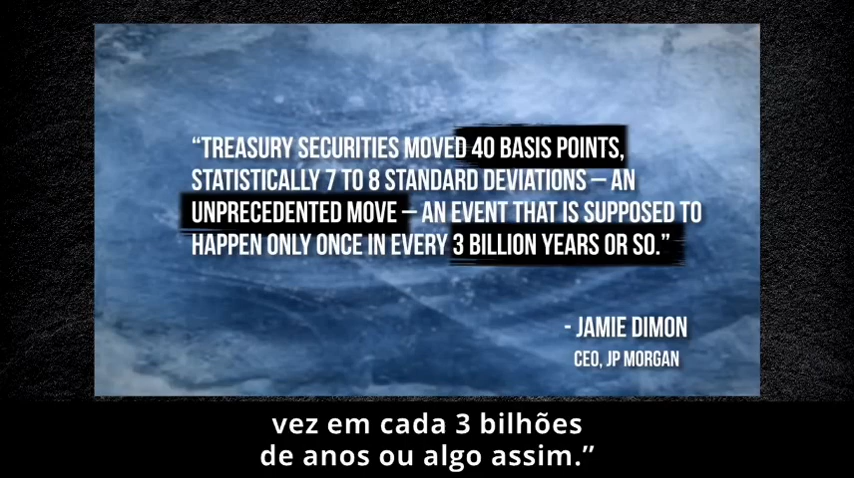 “TREASURY SECURITIES MOVED 40 BASIS POINTS,
STATISTICALLY 7 TO 8 STANDARD DEVIATIONS – AN
UNPRECEDENTED MOVE – AN EVENT THAT IS SUPPOSED TO
HAPPEN ONLY ONCE IN EVERY 3 BILLION YEARS OR SO.”
- JAMIE DIMON
CEO, JP MORGAN
vez em cada 3 bilhões
de anos ou algo assim.”